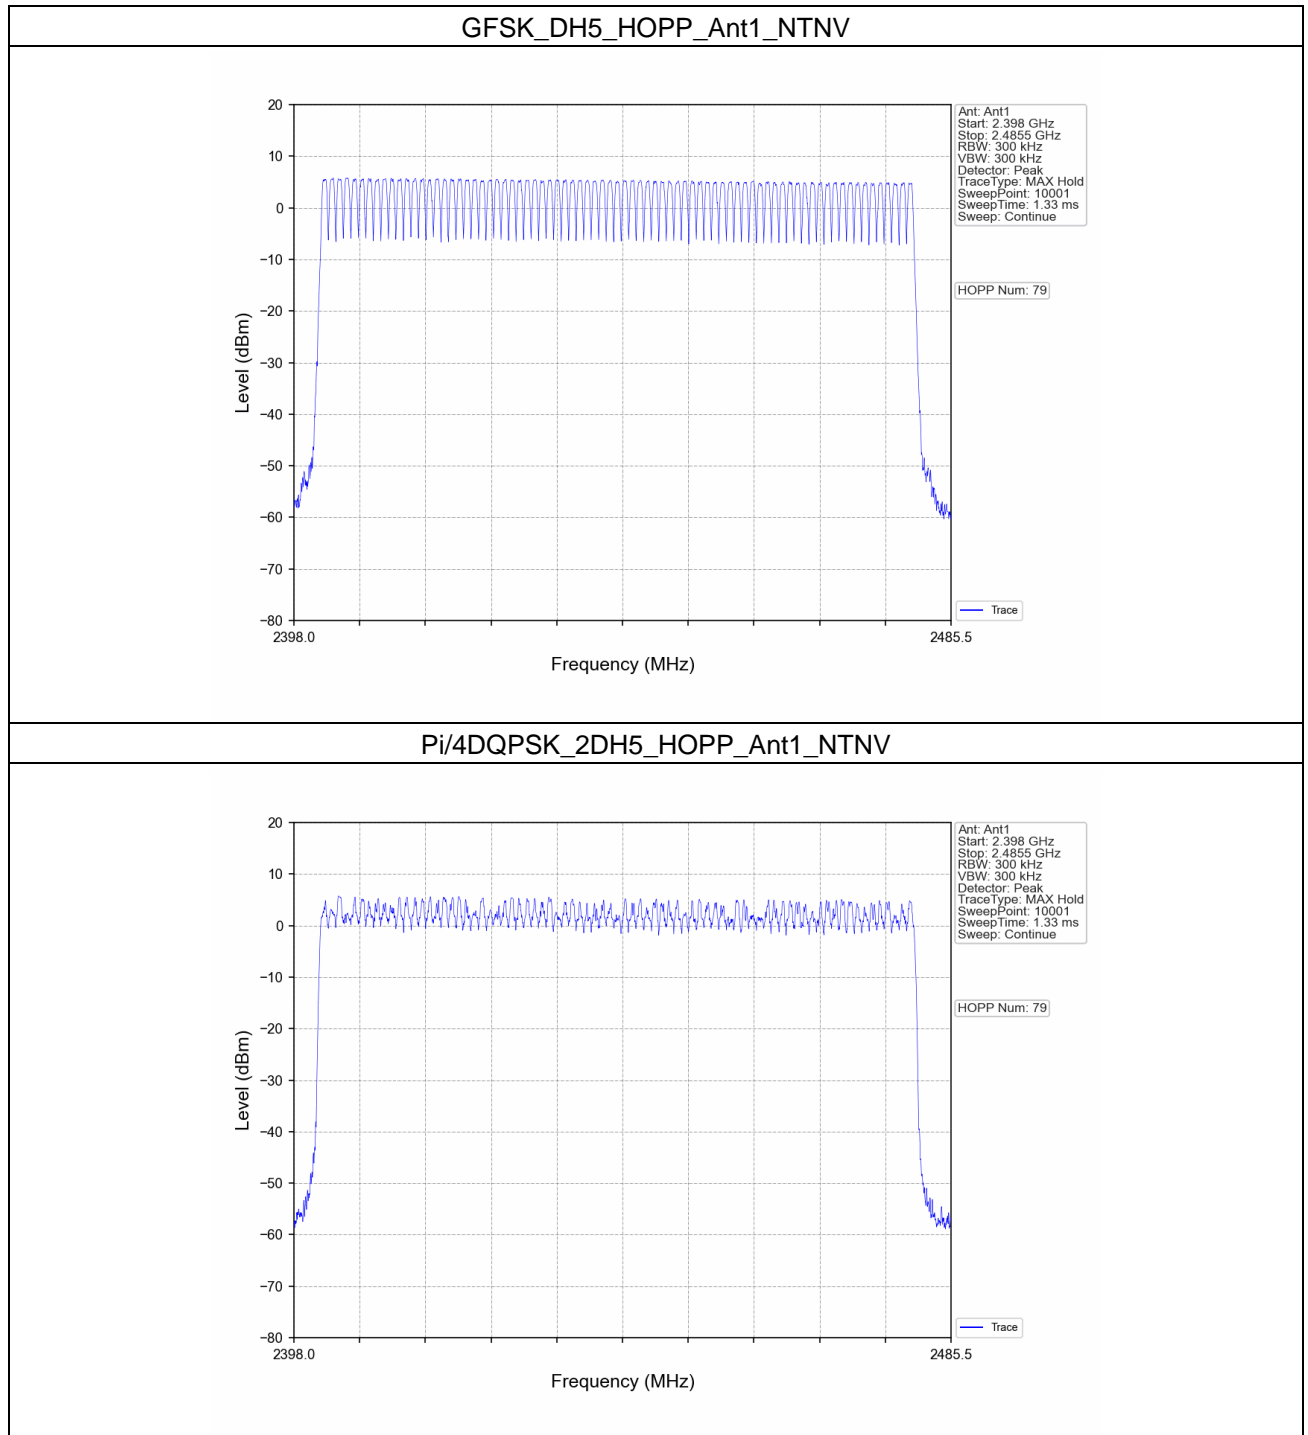 GFSK_DH5_HOPP_Ant1_NTNV
20
10
0
−10
−20
−30
−40
−50
−60
−70
−80
Level (dBm)
2398.0
2485.5
Frequency (MHz)
Ant: Ant1
Start: 2.398 GHz
Stop: 2.4855 GHz
RBW: 300 kHz
VBW: 300 kHz
Detector: Peak
TraceType: MAX Hold
SweepPoint: 10001
SweepTime: 1.33 ms
Sweep: Continue
HOPP Num: 79
Trace
Pi/4DQPSK_2DH5_HOPP_Ant1_NTNV
20
10
0
−10
−20
−30
−40
−50
−60
−70
−80
Level (dBm)
2398.0
2485.5
Frequency (MHz)
Ant: Ant1
Start: 2.398 GHz
Stop: 2.4855 GHz
RBW: 300 kHz
VBW: 300 kHz
Detector: Peak
TraceType: MAX Hold
SweepPoint: 10001
SweepTime: 1.33 ms
Sweep: Continue
HOPP Num: 79
Trace